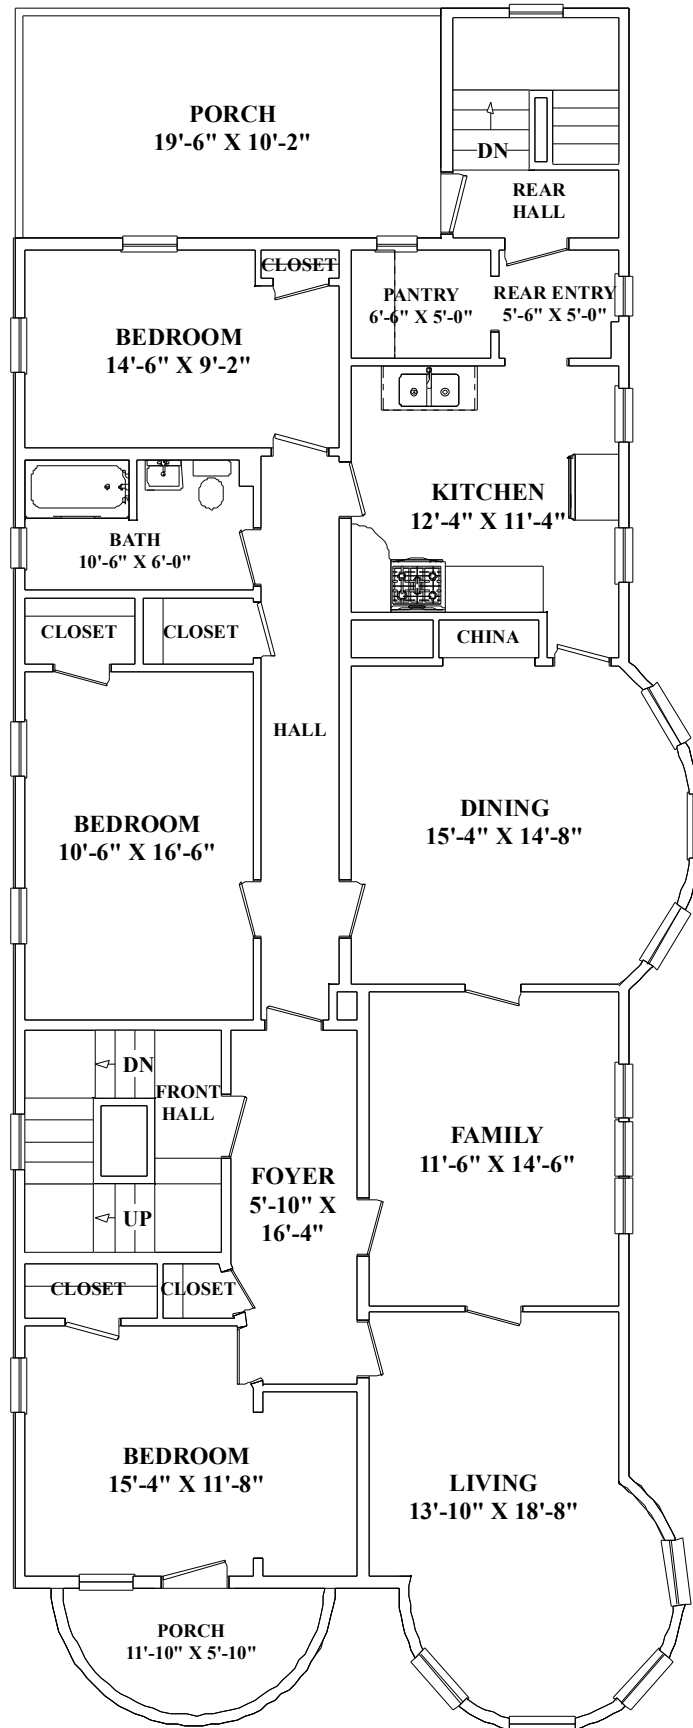 PORCH
19'-6" X 10'-2"
DN
REAR
HALL
CLOSET
PANTRY
6'-6" X 5'-0"
REAR ENTRY
5'-6" X 5'-0"
BEDROOM
14'-6" X 9'-2"
KITCHEN
12'-4" X 11'-4"
BATH
10'-6" X 6'-0"
CLOSET
CLOSET
CHINA
HALL
DINING
15'-4" X 14'-8"
BEDROOM
10'-6" X 16'-6"
DN
FRONT
HALL
FAMILY
11'-6" X 14'-6"
FOYER
5'-10" X
16'-4"
UP
CLOSET
CLOSET
BEDROOM
15'-4" X 11'-8"
LIVING
13'-10" X 18'-8"
PORCH
11'-10" X 5'-10"